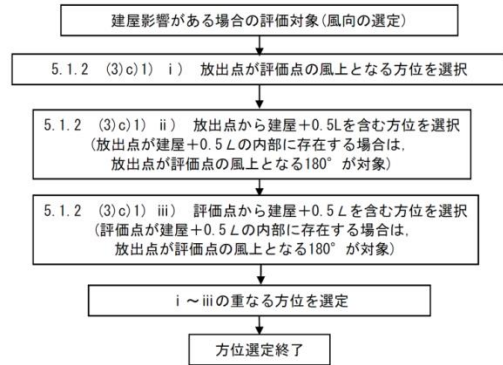 建屋影響がある場合の評価対象(風向の選定)
5.1.2 (3)c)1) ⅰ) 放出点が評価点の風上となる方位を選択
5.1.2 (3)c)1) ⅱ) 放出点から建屋+0.5Lを含む方位を選択
(放出点が建屋+0.5Lの内部に存在する場合は,
放出点が評価点の風上となる180°が対象)
5.1.2 (3)c)1) ⅲ) 評価点から建屋+0.5Lを含む方位を選択
(評価点が建屋+0.5Lの内部に存在する場合は,
放出点が評価点の風上となる180°が対象)
ⅰ~ⅲの重なる方位を選定
方位選定終了